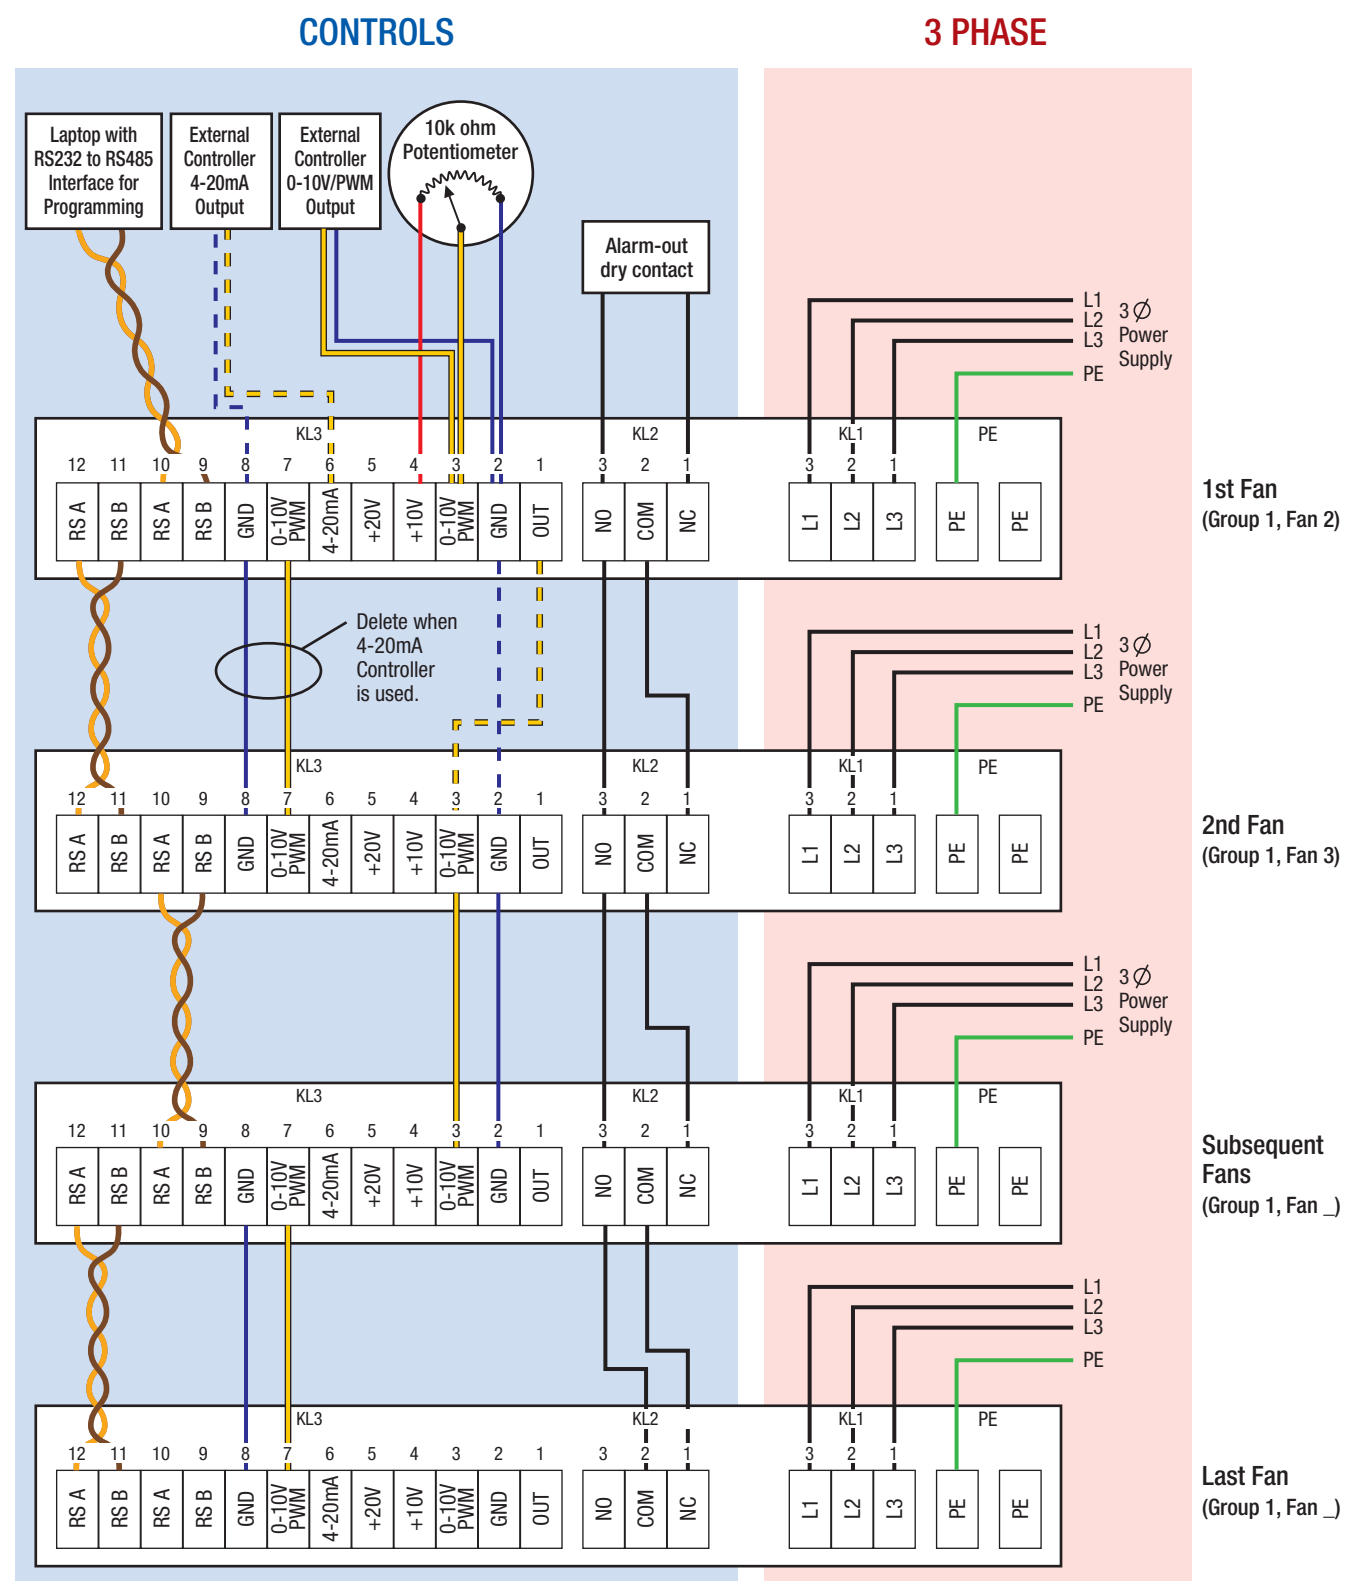 CONTROLS
3 PHASE
Laptop with
RS232 to RS485
Interface for
Programming
External
Controller
4-20mA
Output
External
Controller
0-10V/PWM
Output
10k ohm
Potentiometer
Alarm-out
dry contact
L1
L2
L3
PE
3 Ø
Power
Supply
KL3
KL2
KL1
PE
12 11 10 9 8 7 6 5 4 3 2 1
3 2 1
3 2 1
RS A
RS B
RS A
RS B
GND
0-10V
PWM
4-20mA
+20V
+10V
0-10V
PWM
GND
OUT
NO
COM
NC
L1
L2
L3
PE
PE
1st Fan
(Group 1, Fan 2)
Delete when
4-20mA
Controller
is used.
L1
L2
L3
PE
3 Ø
Power
Supply
KL3
KL2
KL1
PE
12 11 10 9 8 7 6 5 4 3 2 1
3 2 1
3 2 1
RS A
RS B
RS A
RS B
GND
0-10V
PWM
4-20mA
+20V
+10V
0-10V
PWM
GND
OUT
NO
COM
NC
L1
L2
L3
PE
PE
2nd Fan
(Group 1, Fan 3)
L1
L2
L3
PE
3 Ø
Power
Supply
KL3
KL2
KL1
PE
12 11 10 9 8 7 6 5 4 3 2 1
3 2 1
3 2 1
RS A
RS B
RS A
RS B
GND
0-10V
PWM
4-20mA
+20V
+10V
0-10V
PWM
GND
OUT
NO
COM
NC
L1
L2
L3
PE
PE
Subsequent
Fans
(Group 1, Fan _)
L1
L2
L3
PE
KL3
KL2
KL1
PE
12 11 10 9 8 7 6 5 4 3 2 1
3 2 1
3 2 1
RS A
RS B
RS A
RS B
GND
0-10V
PWM
4-20mA
+20V
+10V
0-10V
PWM
GND
OUT
NO
COM
NC
L1
L2
L3
PE
PE
Last Fan
(Group 1, Fan _)